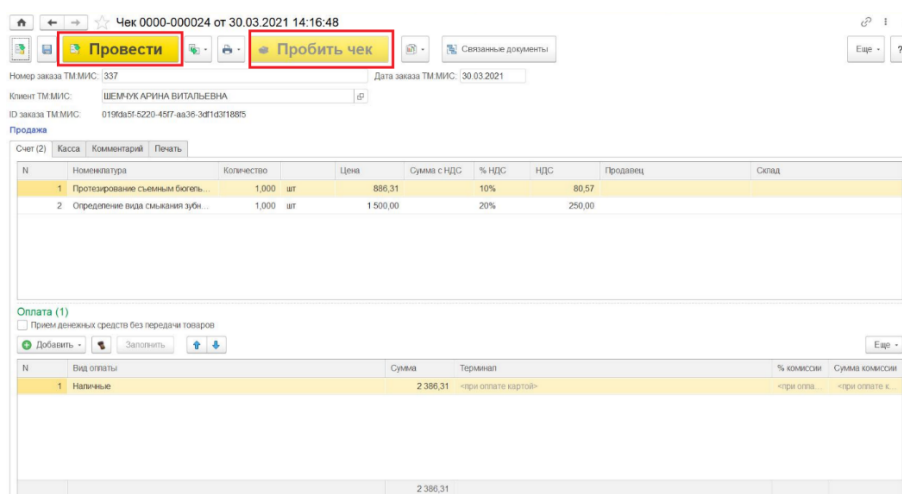 Чек 0000-000024 от 30.03.2021 14:16:48
Провести Пробить чек Связанные документы Еще ?
Номер заказа ТМ:МИС: 337 Дата заказа ТМ:МИС: 30.03.2021
Клиент ТМ:МИС: ШЕМЧУК АРИНА ВИТАЛЬЕВНА
ID заказа ТМ:МИС: 019fda5f-5220-45f7-aa36-3df1d3f188f5
Продажа
Счет (2) Касса Комментарий Печать
N Номенклатура Количество Цена Сумма с НДС % НДС НДС Продавец Склад
1 Протезирование съемным бюгель... 1,000 шт 886,31 10% 80,57
2 Определение вида смыкания зубн... 1,000 шт 1 500,00 20% 250,00
Оплата (1)
Прием денежных средств без передачи товаров
Добавить Заполнить Еще
N Вид оплаты Сумма Терминал % комиссии Сумма комиссии
1 Наличные 2 386,31 <при оплате картой> <при опла... <при оплате к...
2 386,31